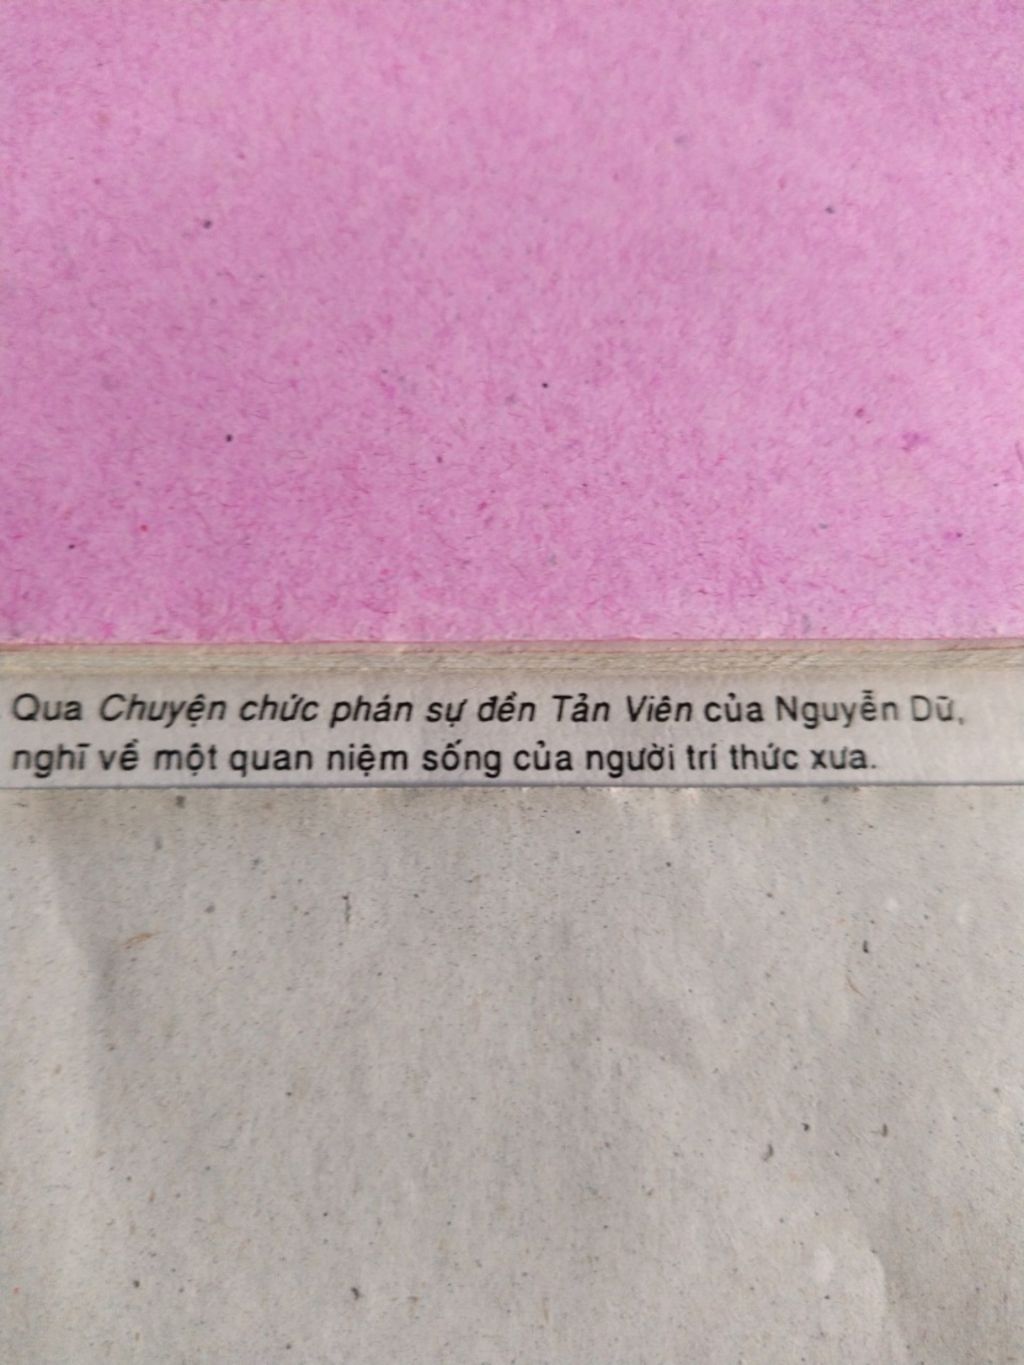 Qua Chuyện chức phán sự đền Tản Viên của Nguyễn Dữ,
nghĩ về một quan niệm sống của người trí thức xưa.